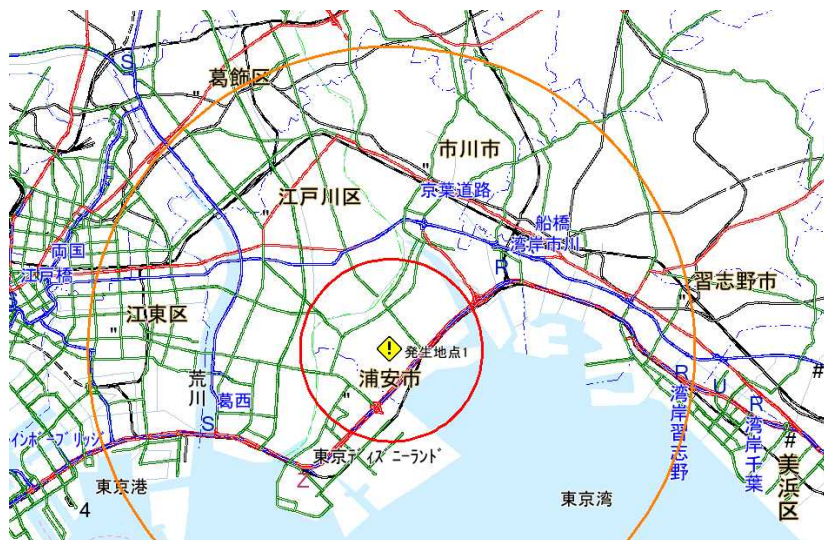 S
葛飾区
"
市川市
"
京葉道路
江戸川区
"
船橋
湾岸市川
両国
江戸橋
R
習志野市
"
江東区
"
発生地点1
浦安市
"
荒川
葛西
S
R
U
R
#
湾岸習志野
湾岸千葉
#
美浜区
インボーブリッジ
東京ディズニーランド
Z
東京港
4
東京湾